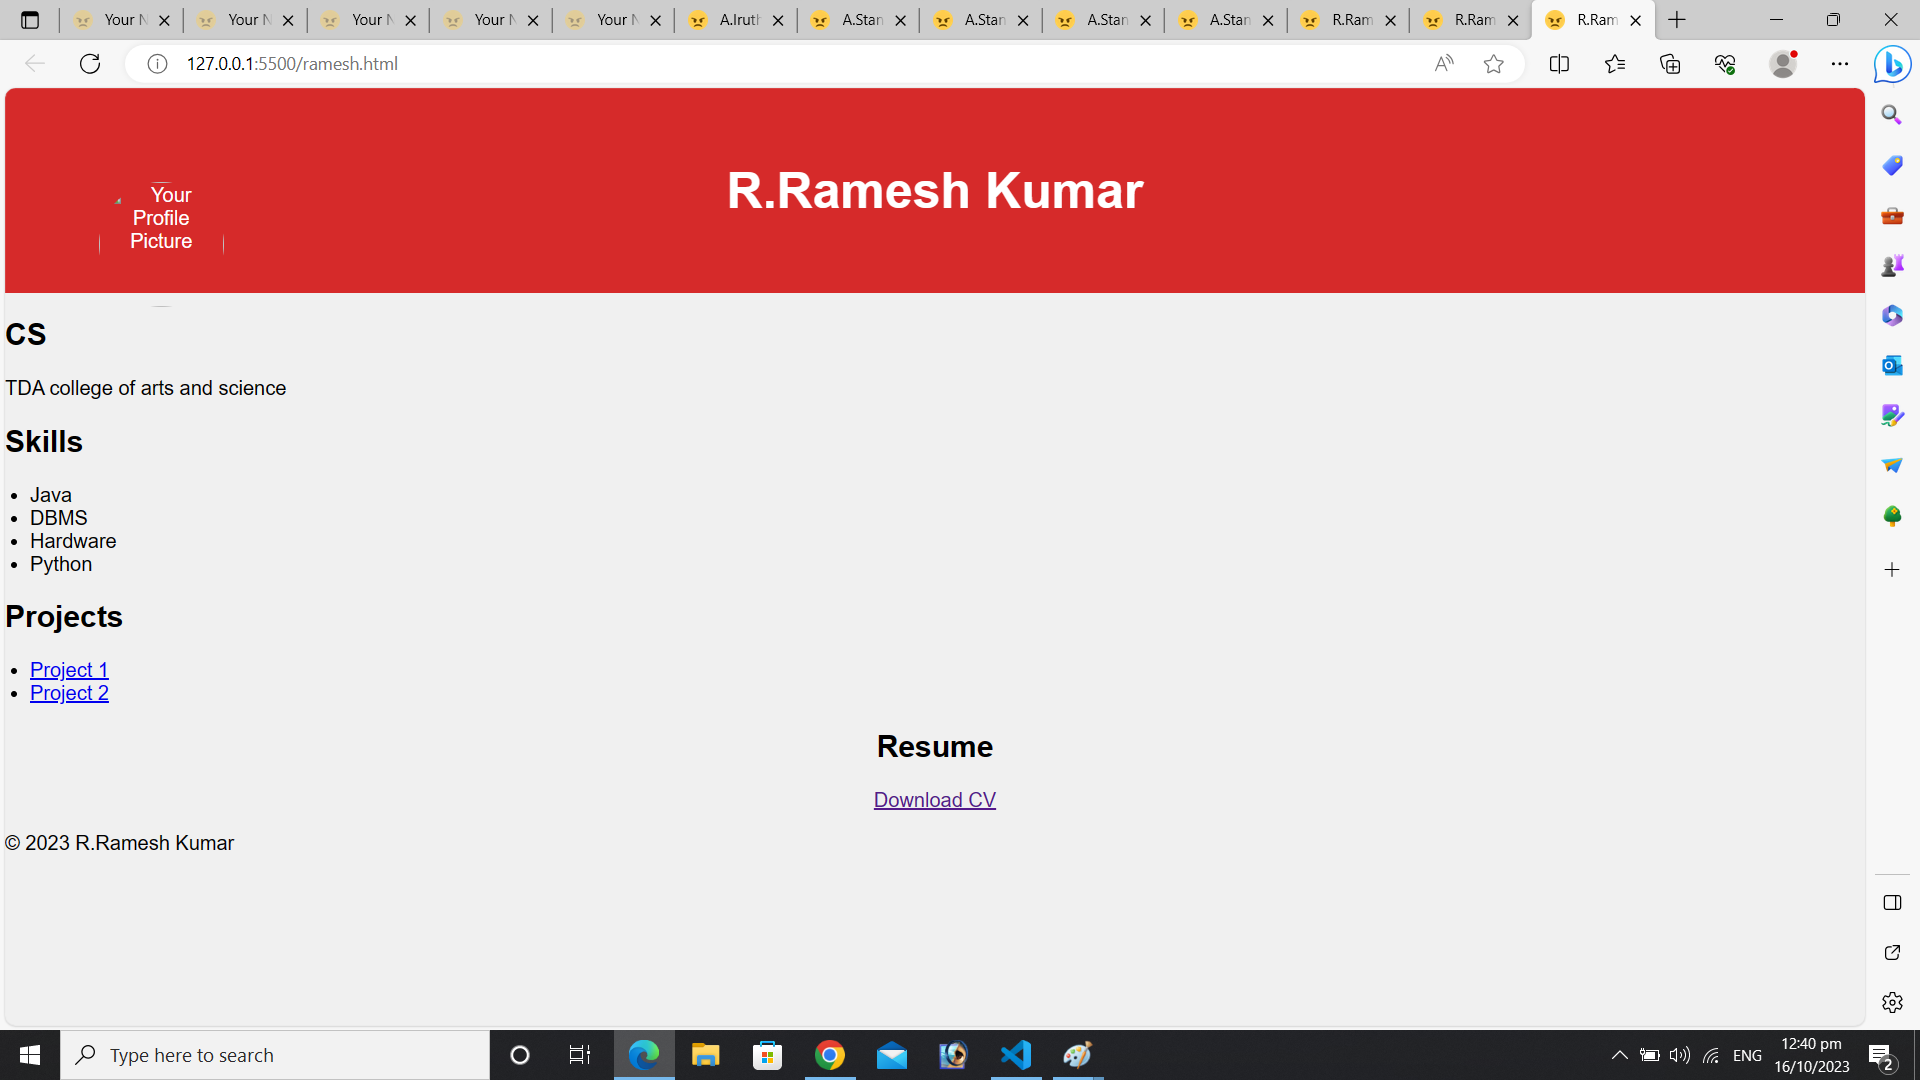 Your N
Your N
Your N
Your N
Your N
A.Iruth
A.Stan
A.Stan
A.Stan
A.Stan
R.Ram
R.Ram
R.Ram
127.0.0.1:5500/ramesh.html
R.Ramesh Kumar
Your
Profile
Picture
CS
TDA college of arts and science
Skills
• Java
• DBMS
• Hardware
• Python
Projects
• Project 1
• Project 2
Resume
Download CV
© 2023 R.Ramesh Kumar
Type here to search
ENG
12:40 pm
16/10/2023
2